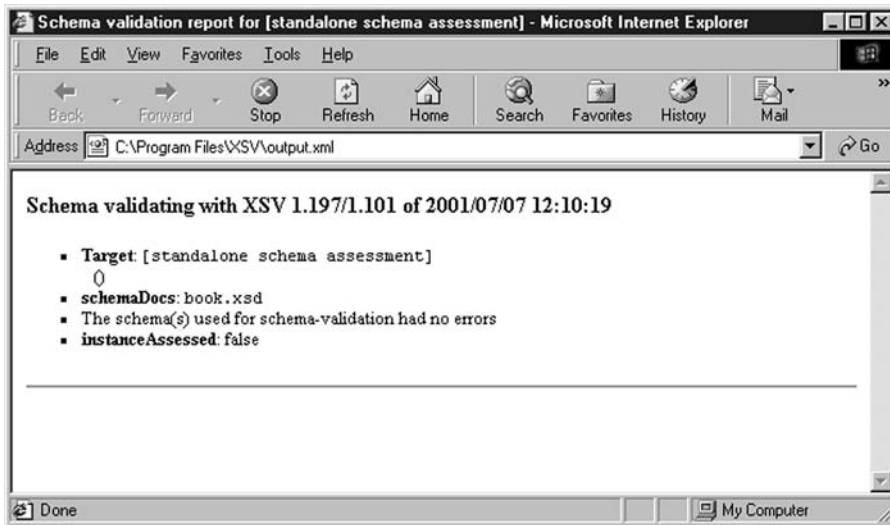 Schema validation report for [standalone schema assessment] - Microsoft Internet Explorer
File Edit View Favorites Tools Help
Back Forward Stop Refresh Home Search Favorites History Mail »
Address C:\Program Files\XSV\output.xml Go
Schema validating with XSV 1.197/1.101 of 2001/07/07 12:10:19
▪ Target: [standalone schema assessment]
()
▪ schemaDocs: book.xsd
▪ The schema(s) used for schema-validation had no errors
▪ instanceAssessed: false
Done My Computer